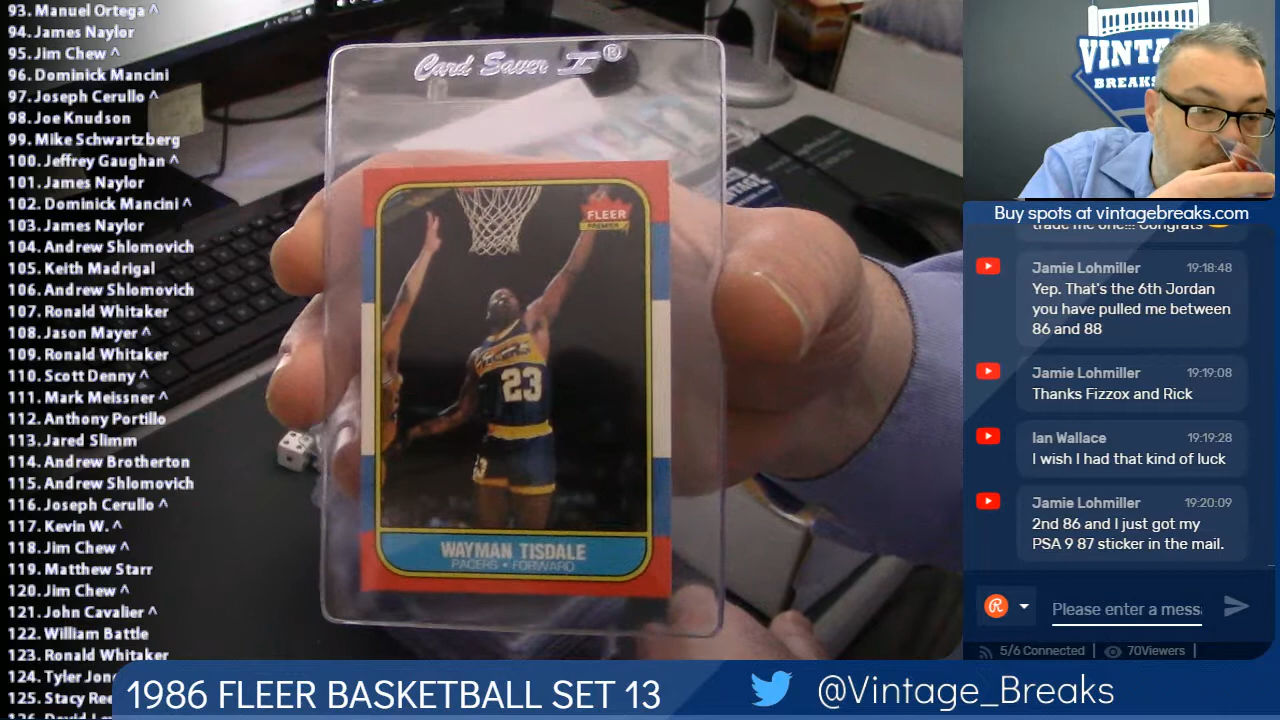 93. Manuel Ortega ^
94. James Naylor
95. Jim Chew ^
96. Dominick Mancini
97. Joseph Cerullo ^
98. Joe Knudson
99. Mike Schwartzberg
100. Jeffrey Gaughan ^
101. James Naylor
102. Dominick Mancini ^
103. James Naylor
104. Andrew Shlomovich
105. Keith Madrigal
106. Andrew Shlomovich
107. Ronald Whitaker
108. Jason Mayer ^
109. Ronald Whitaker
110. Scott Denny ^
111. Mark Meissner ^
112. Anthony Portillo
113. Jared Slimm
114. Andrew Brotherton
115. Andrew Shlomovich
116. Joseph Cerullo ^
117. Kevin W. ^
118. Jim Chew ^
119. Matthew Starr
120. Jim Chew ^
121. John Cavalier ^
122. William Battle
123. Ronald Whitaker
124. Tyler
125. Stacy
Card Saver I®
FLEER
PREMIER
PACERS
23
WAYMAN TISDALE
PACERS • FORWARD
VINTAGE
BREAKS
Buy spots at vintagebreaks.com
trade me one!!! Congrats
Jamie Lohmiller 19:18:48
Yep. That's the 6th Jordan
you have pulled me between
86 and 88
Jamie Lohmiller 19:19:08
Thanks Fizzox and Rick
Ian Wallace 19:19:28
I wish I had that kind of luck
Jamie Lohmiller 19:20:09
2nd 86 and I just got my
PSA 9 87 sticker in the mail.
Please enter a messa
5/6 Connected | 70Viewers |
1986 FLEER BASKETBALL SET 13
@Vintage_Breaks